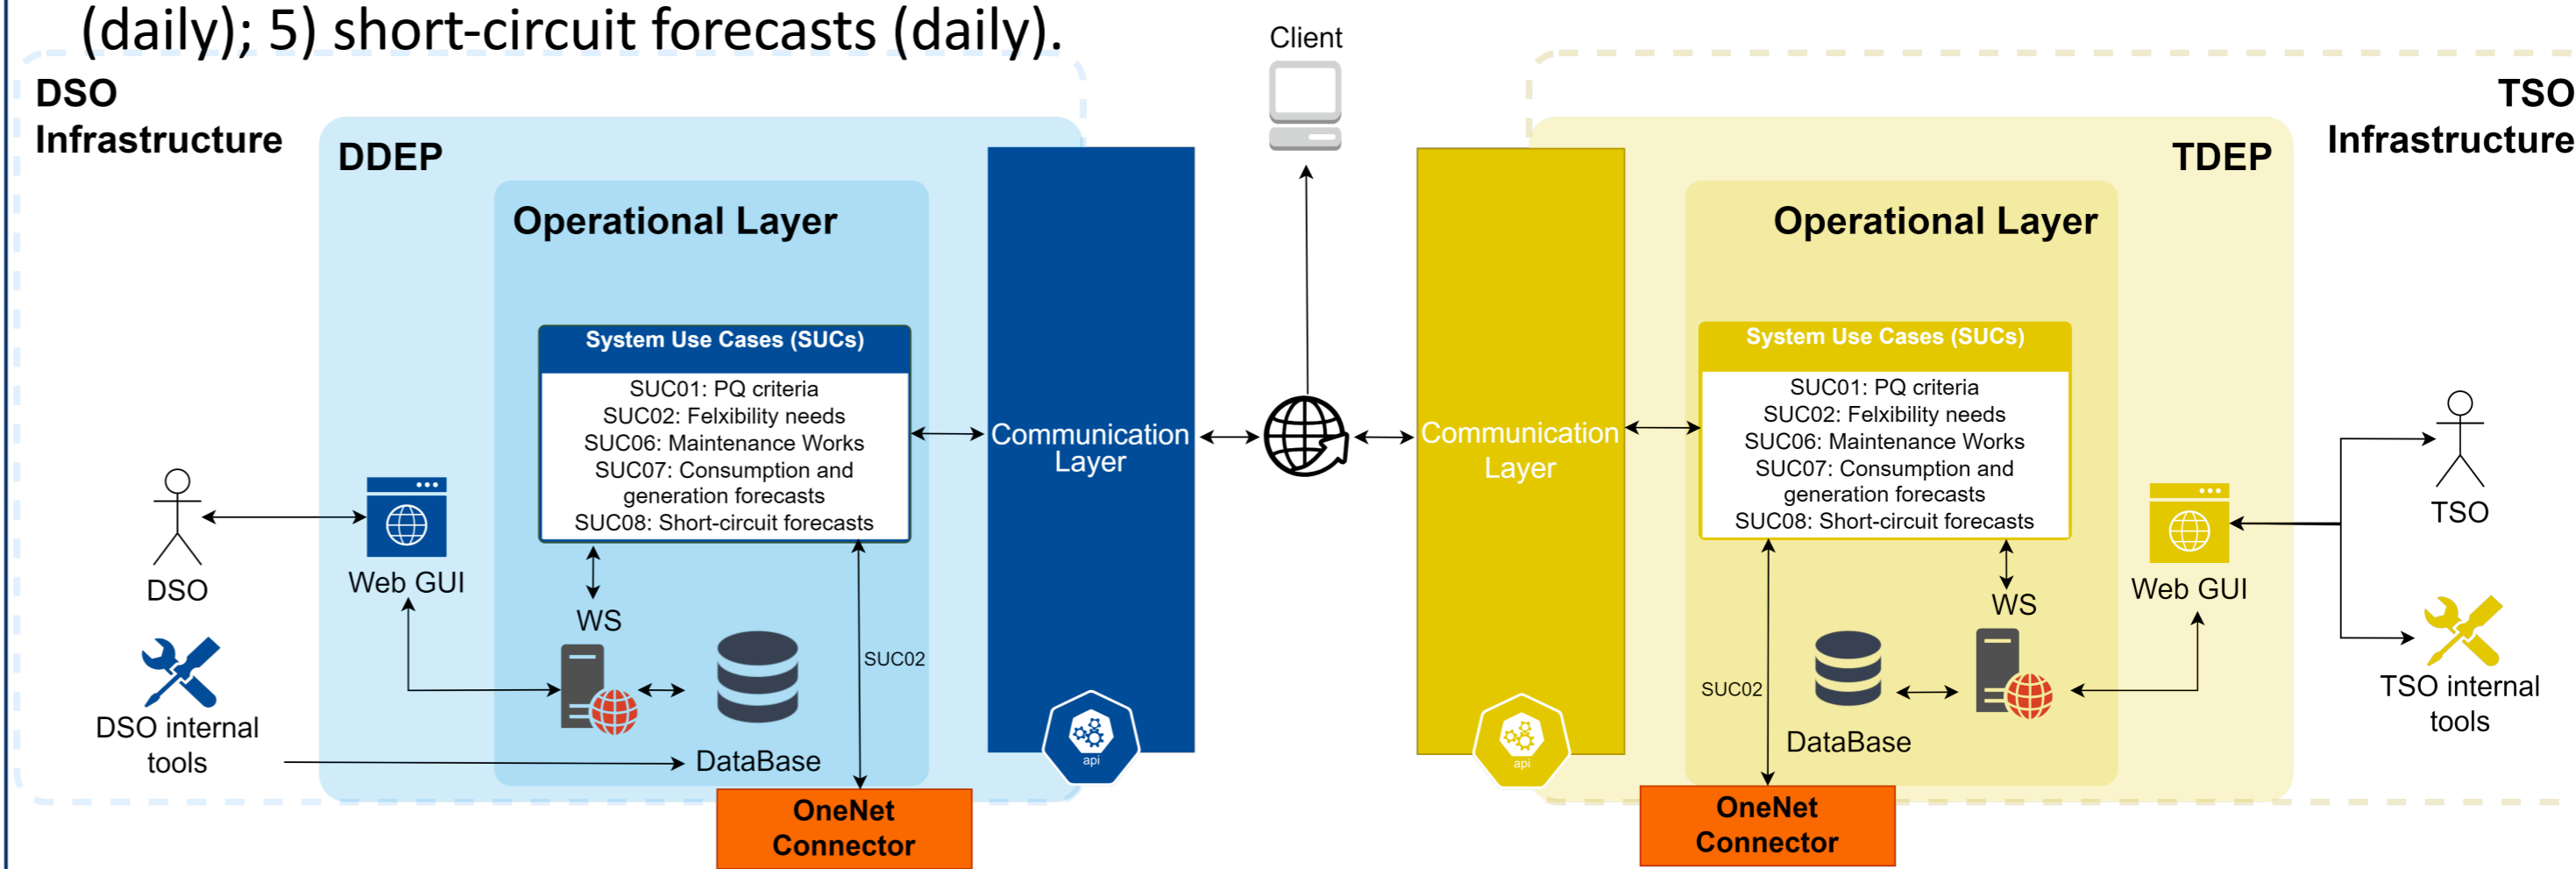 (daily); 5) short-circuit forecasts (daily).
Client
DSO
Infrastructure
DDEP
Operational Layer
System Use Cases (SUCs)
SUC01: PQ criteria
SUC02: Felxibility needs
SUC06: Maintenance Works
SUC07: Consumption and
generation forecasts
SUC08: Short-circuit forecasts
Communication
Layer
DSO
Web GUI
WS
SUC02
DSO internal
tools
DataBase
api
OneNet
Connector
TSO
Infrastructure
TDEP
Operational Layer
System Use Cases (SUCs)
SUC01: PQ criteria
SUC02: Felxibility needs
SUC06: Maintenance Works
SUC07: Consumption and
generation forecasts
SUC08: Short-circuit forecasts
Communication
Layer
TSO
Web GUI
WS
SUC02
TSO internal
tools
DataBase
api
OneNet
Connector